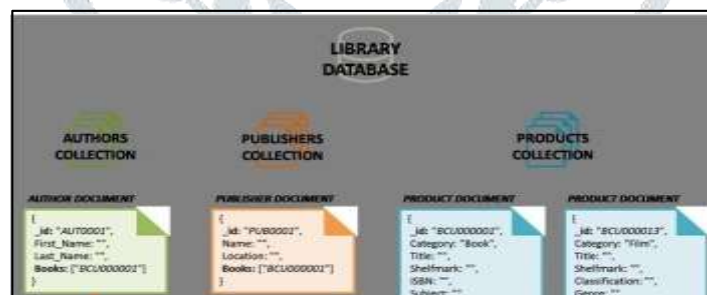 LIBRARY
DATABASE
AUTHORS
COLLECTION
PUBLISHERS
COLLECTION
PRODUCTS
COLLECTION
AUTHOR DOCUMENT
{
_id: "AUT0001",
First_Name: "",
Last_Name: "",
Books: ["BCU000001"]
}
PUBLISHER DOCUMENT
{
_id: "PUB0001",
Name: "",
Location: "",
Books: ["BCU000001"]
}
PRODUCT DOCUMENT
{
_id: "BCU000001",
Category: "Book",
Title: "",
Shelfmark: "",
ISBN: "",
Subject: "",
PRODUCT DOCUMENT
{
_id: "BCU000013",
Category: "Film",
Title: "",
Shelfmark: "",
Classification: "",
Genre: "",